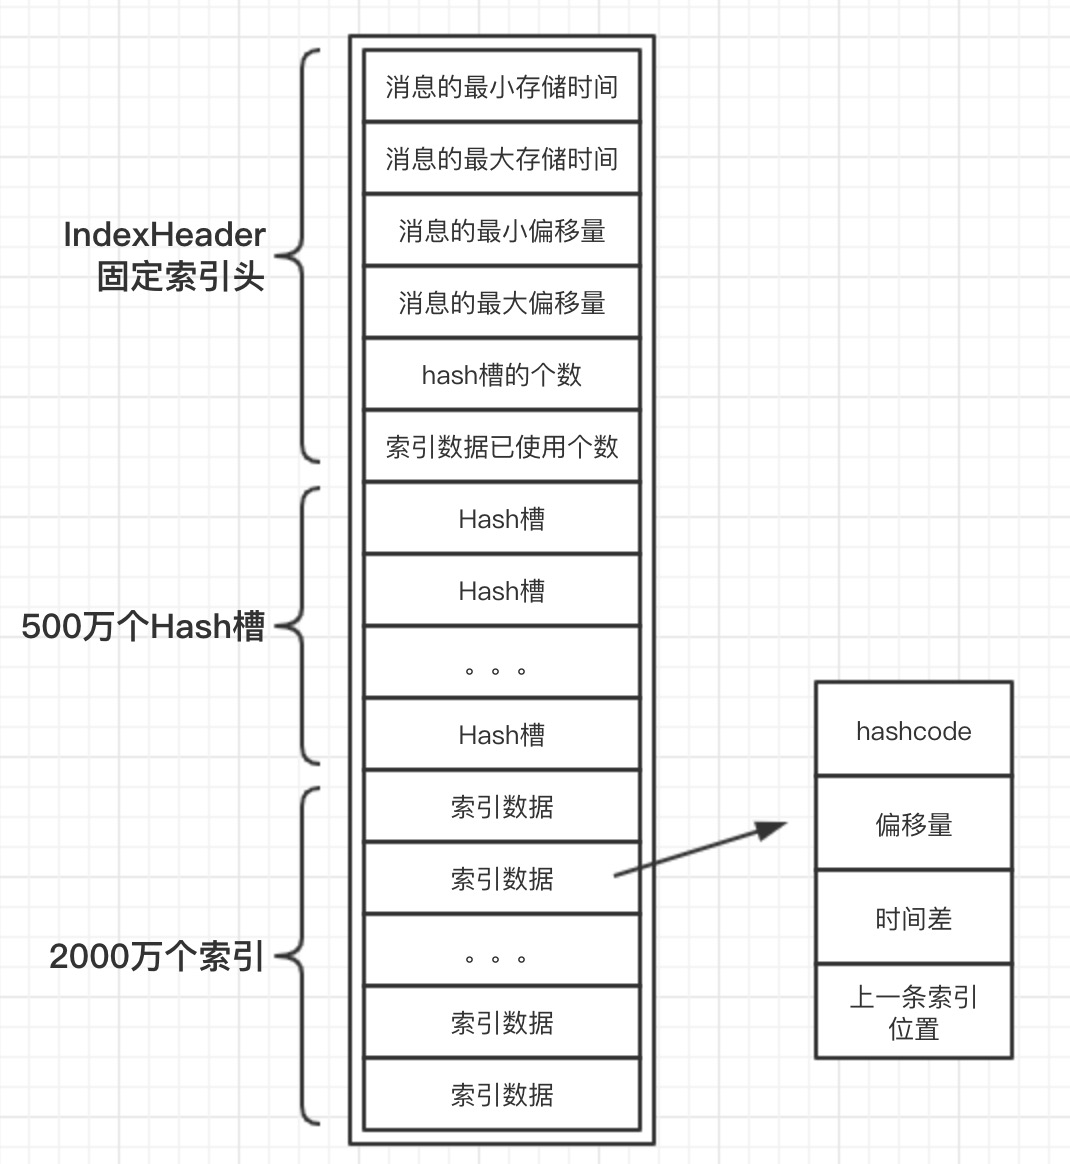 消息的最小存储时间
消息的最大存储时间
消息的最小偏移量
消息的最大偏移量
hash槽的个数
索引数据已使用个数
IndexHeader
固定索引头
Hash槽
Hash槽
。。。
Hash槽
500万个Hash槽
索引数据
索引数据
。。。
索引数据
索引数据
2000万个索引
hashcode
偏移量
时间差
上一条索引
位置